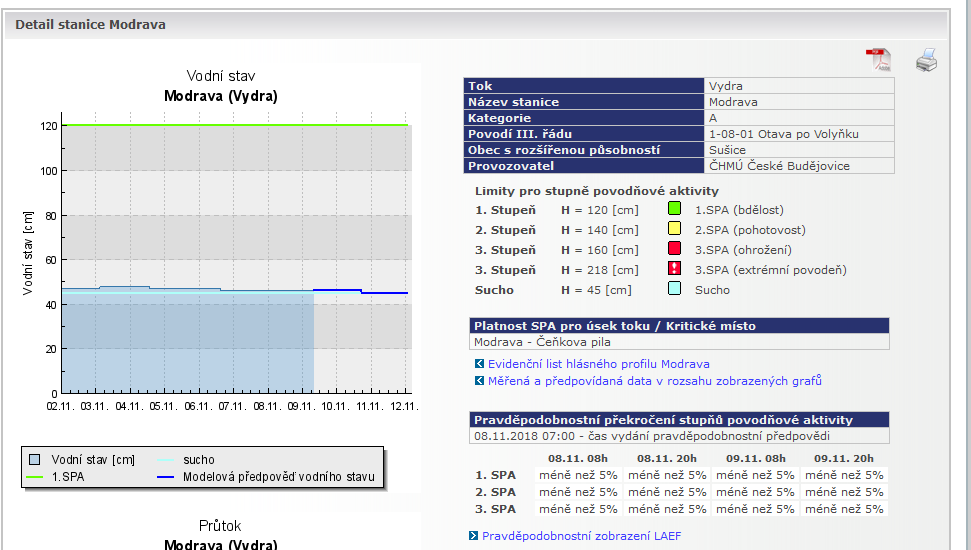 Detail stanice Modrava
Vodní stav
Modrava (Vydra)
120
100
80
60
40
20
0
Vodní stav [cm]
02.11. 03.11. 04.11. 05.11. 06.11. 07.11. 08.11. 09.11. 10.11. 11.11. 12.11.
Vodní stav [cm]
sucho
1.SPA
Modelová předpověď vodního stavu
Průtok
Modrava (Vydra)
Tok Vydra
Název stanice Modrava
Kategorie A
Povodí III. řádu 1-08-01 Otava po Volyňku
Obec s rozšířenou působností Sušice
Provozovatel ČHMÚ České Budějovice
Limity pro stupně povodňové aktivity
1. Stupeň H = 120 [cm] 1.SPA (bdělost)
2. Stupeň H = 140 [cm] 2.SPA (pohotovost)
3. Stupeň H = 160 [cm] 3.SPA (ohrožení)
3. Stupeň H = 218 [cm] 3.SPA (extrémní povodeň)
Sucho H = 45 [cm] Sucho
Platnost SPA pro úsek toku / Kritické místo
Modrava - Čeňkova pila
Evidenční list hlásného profilu Modrava
Měřená a předpovídaná data v rozsahu zobrazených grafů
Pravděpodobnostní překročení stupňů povodňové aktivity
08.11.2018 07:00 - čas vydání pravděpodobnostní předpovědi
08.11. 08h 08.11. 20h 09.11. 08h 09.11. 20h
1. SPA méně než 5% méně než 5% méně než 5% méně než 5%
2. SPA méně než 5% méně než 5% méně než 5% méně než 5%
3. SPA méně než 5% méně než 5% méně než 5% méně než 5%
Pravděpodobnostní zobrazení LAEF